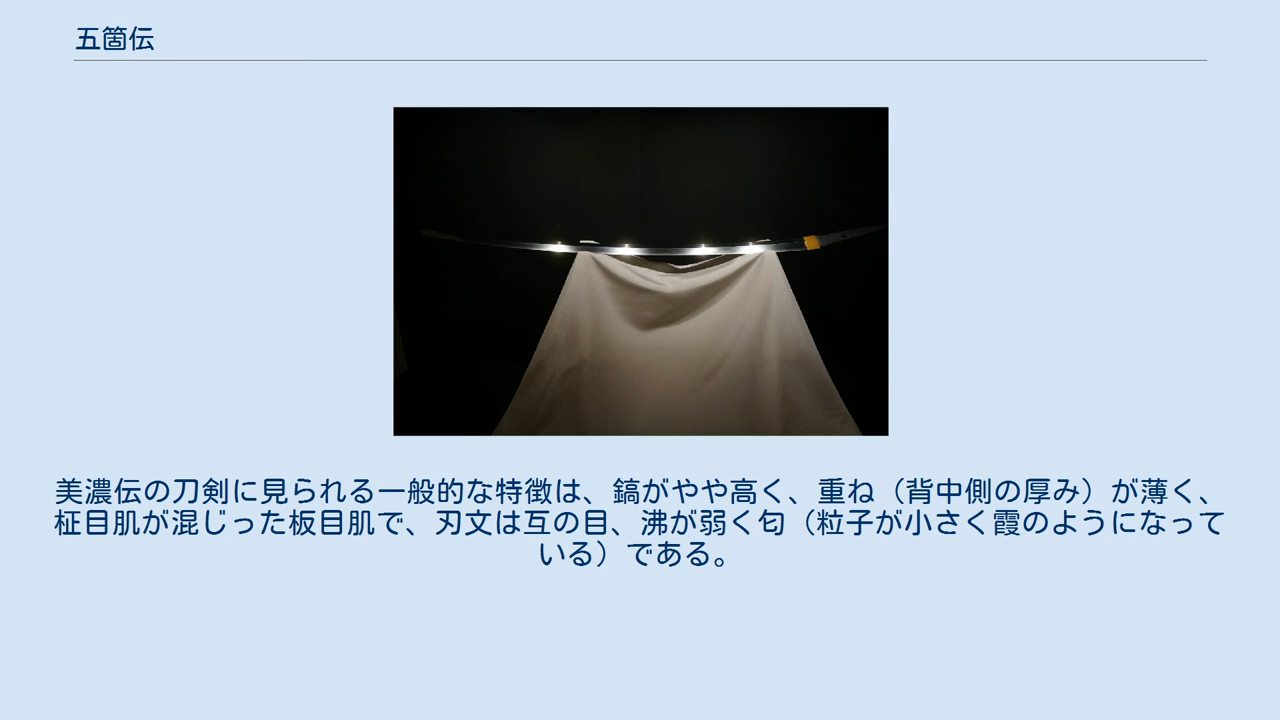 五箇伝
美濃伝の刀剣に見られる一般的な特徴は、鎬がやや高く、重ね（背中側の厚み）が薄く、
柾目肌が混じった板目肌で、刃文は互の目、沸が弱く匂（粒子が小さく霞のようになって
いる）である。